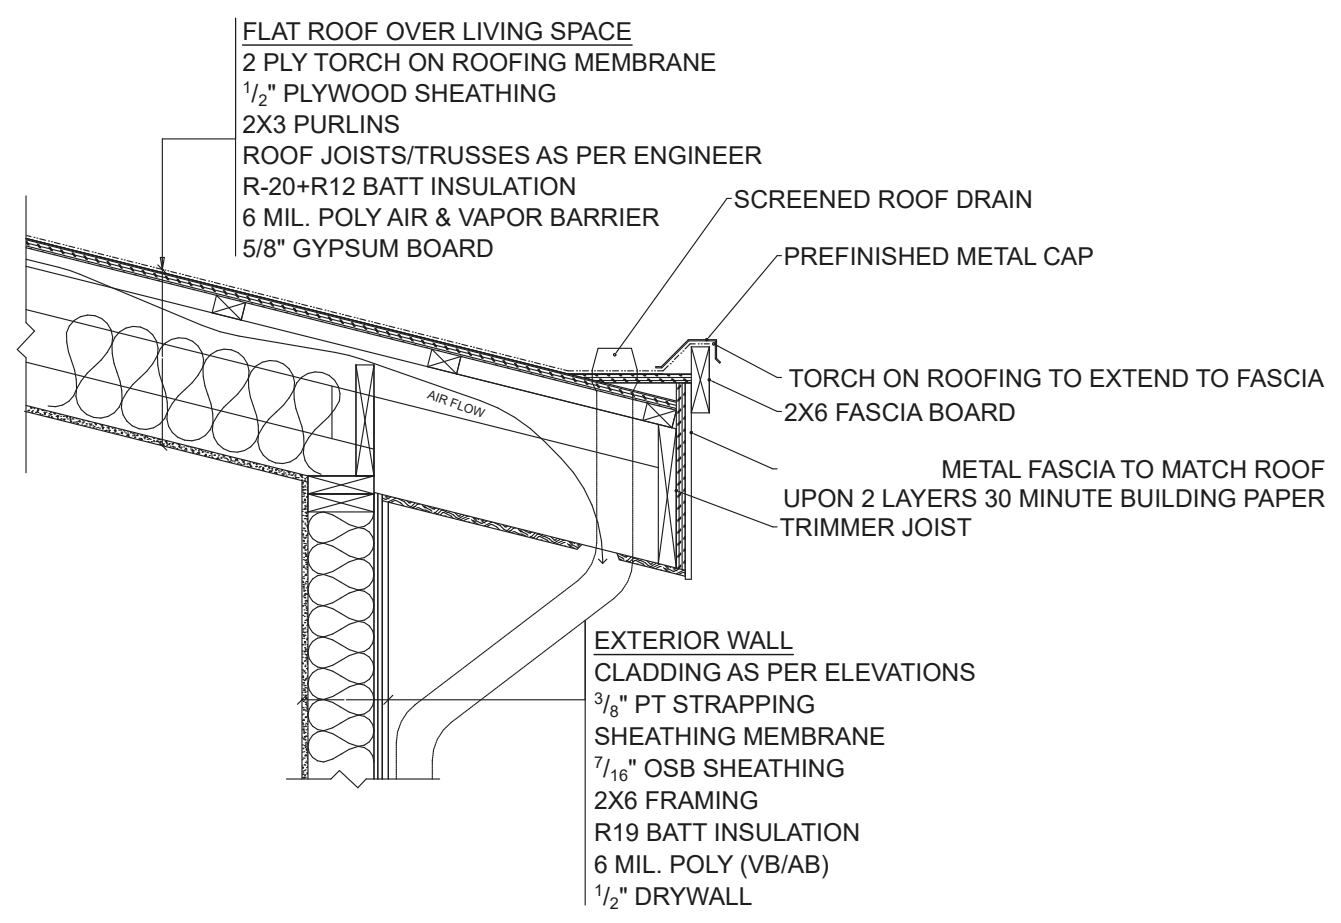 FLAT ROOF OVER LIVING SPACE
2 PLY TORCH ON ROOFING MEMBRANE
1/2" PLYWOOD SHEATHING
2X3 PURLINS
ROOF JOISTS/TRUSSES AS PER ENGINEER
R-20+R12 BATT INSULATION
6 MIL. POLY AIR & VAPOR BARRIER
5/8" GYPSUM BOARD
SCREENED ROOF DRAIN
PREFINISHED METAL CAP
TORCH ON ROOFING TO EXTEND TO FASCIA
2X6 FASCIA BOARD
AIR FLOW
METAL FASCIA TO MATCH ROOF
UPON 2 LAYERS 30 MINUTE BUILDING PAPER
TRIMMER JOIST
EXTERIOR WALL
CLADDING AS PER ELEVATIONS
3/8" PT STRAPPING
SHEATHING MEMBRANE
7/16" OSB SHEATHING
2X6 FRAMING
R19 BATT INSULATION
6 MIL. POLY (VB/AB)
1/2" DRYWALL